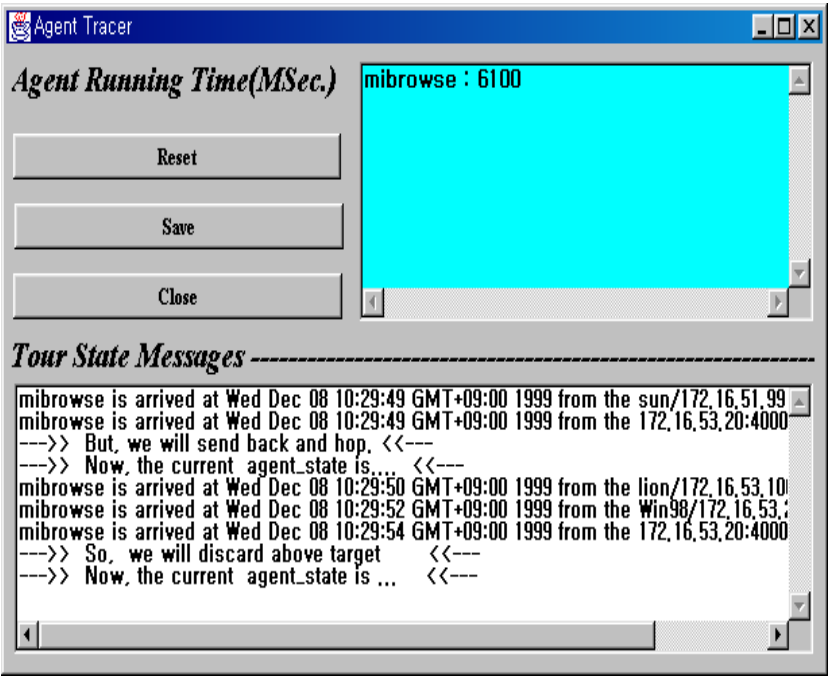 Agent Tracer
Agent Running Time(MSec.)
mibrowse : 6100
Reset
Save
Close
Tour State Messages -----------------------------------------------------------
mibrowse is arrived at Wed Dec 08 10:29:49 GMT+09:00 1999 from the sun/172,16,51,99
mibrowse is arrived at Wed Dec 08 10:29:49 GMT+09:00 1999 from the 172,16,53,20:4000
--->> But, we will send back and hop, <<---
--->> Now, the current agent_state is.... <<---
mibrowse is arrived at Wed Dec 08 10:29:50 GMT+09:00 1999 from the lion/172,16,53,10
mibrowse is arrived at Wed Dec 08 10:29:52 GMT+09:00 1999 from the Win98/172,16,53,
mibrowse is arrived at Wed Dec 08 10:29:54 GMT+09:00 1999 from the 172,16,53,20:4000
--->> So, we will discard above target <<---
--->> Now, the current agent_state is ... <<---